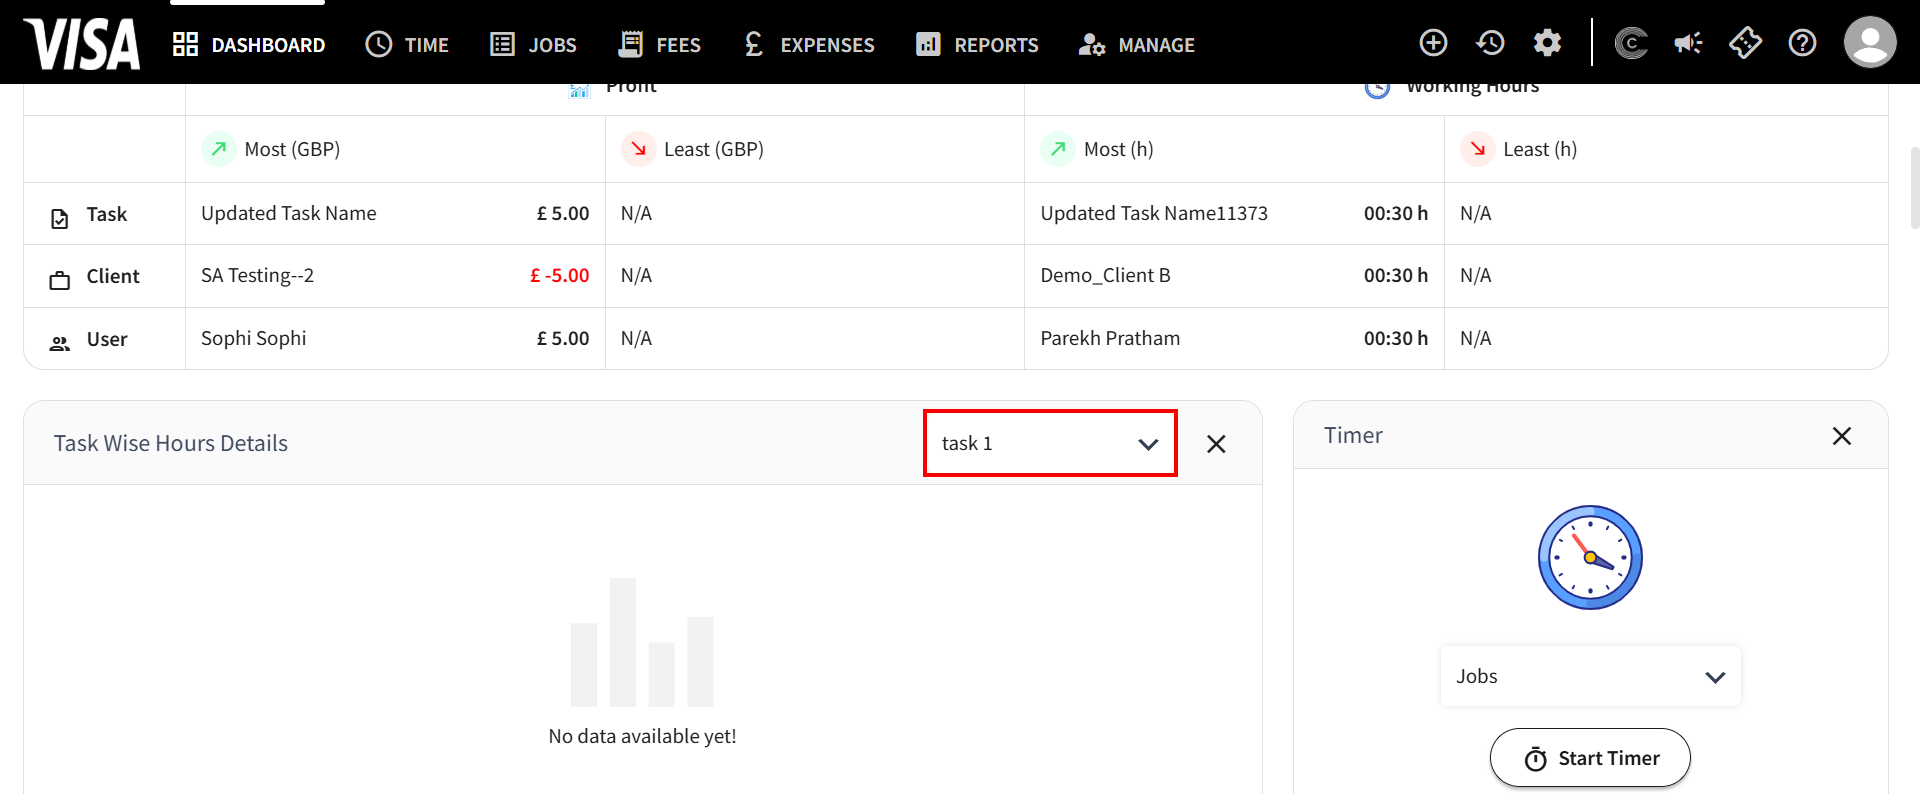 VISA DASHBOARD TIME JOBS FEES £ EXPENSES REPORTS MANAGE
Profit Working Hours
Most (GBP) Least (GBP) Most (h) Least (h)
Task Updated Task Name £ 5.00 N/A Updated Task Name11373 00:30 h N/A
Client SA Testing--2 £ -5.00 N/A Demo_Client B 00:30 h N/A
User Sophi Sophi £ 5.00 N/A Parekh Pratham 00:30 h N/A
Task Wise Hours Details task 1
Timer
Jobs
No data available yet!
Start Timer